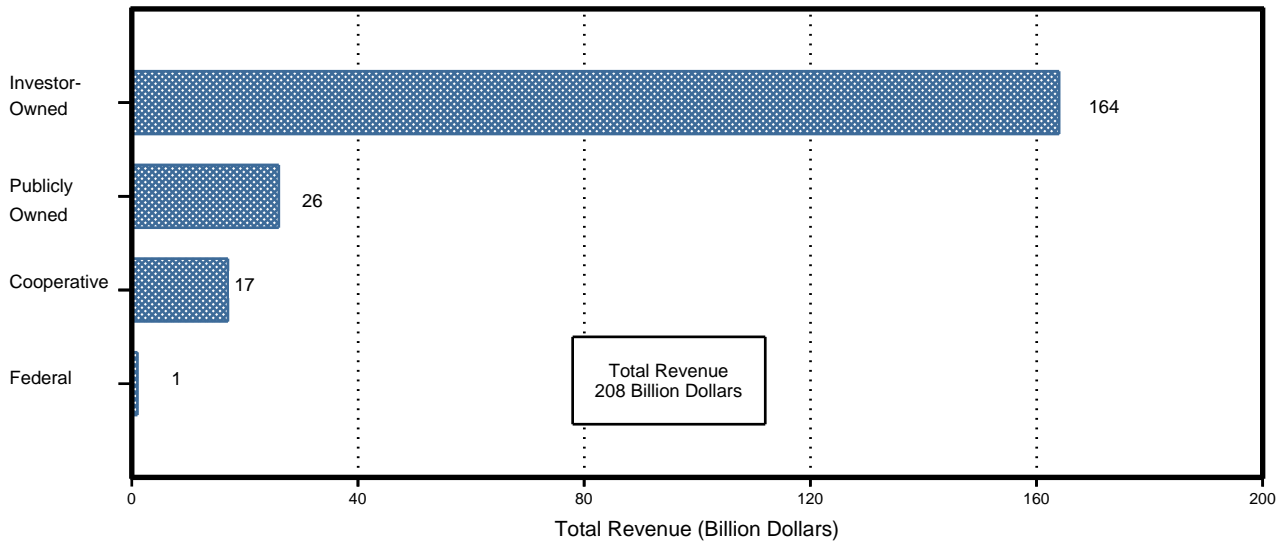 Investor-
Owned
164
Publicly
Owned
26
Cooperative
17
Federal
1
Total Revenue
208 Billion Dollars
0
40
80
120
160
200
Total Revenue (Billion Dollars)